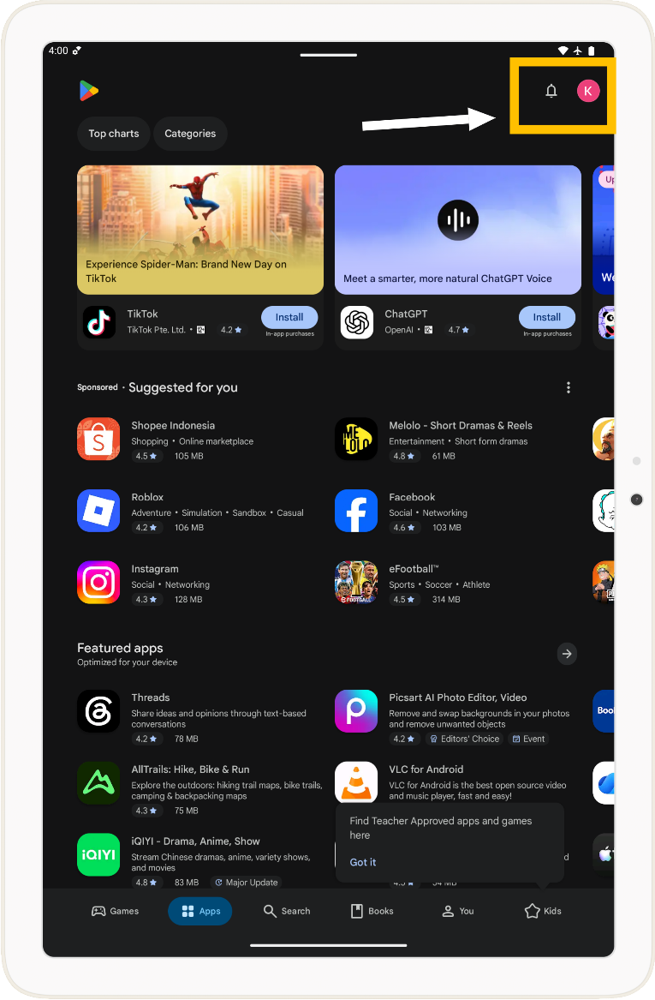 4:00
K
Top charts
Categories
Experience Spider-Man: Brand New Day on
TikTok
Meet a smarter, more natural ChatGPT Voice
TikTok
TikTok Pte. Ltd. •
4.2 ★
Install
In-app purchases
ChatGPT
OpenAI •
4.7 ★
Install
In-app purchases
Sponsored · Suggested for you
Shopee Indonesia
Shopping • Online marketplace
4.5 ★ 105 MB
MELOLO
Melolo - Short Dramas & Reels
Entertainment • Short form dramas
4.8 ★ 61 MB
Roblox
Adventure • Simulation • Sandbox • Casual
4.2 ★ 106 MB
Facebook
Social • Networking
4.6 ★ 103 MB
Instagram
Social • Networking
4.3 ★ 128 MB
eFootball™
Sports • Soccer • Athlete
4.5 ★ 314 MB
Featured apps
Optimized for your device
Threads
Share ideas and opinions through text-based
conversations
4.2 ★ 78 MB
Picsart AI Photo Editor, Video
Remove and swap backgrounds in your photos
and remove unwanted objects
4.2 ★ Editors' Choice Event
AllTrails: Hike, Bike & Run
Explore the outdoors: hiking trail maps, bike trails,
camping & backpacking maps
4.3 ★ 75 MB
VLC for Android
VLC for Android is the best open source video
and music player, fast and easy!
iQIYI
iQIYI - Drama, Anime, Show
Stream Chinese dramas, anime, variety shows,
and movies
4.8 ★ 83 MB Major Update
Find Teacher Approved apps and games
here
Got it
Games
Apps
Search
Books
You
Kids